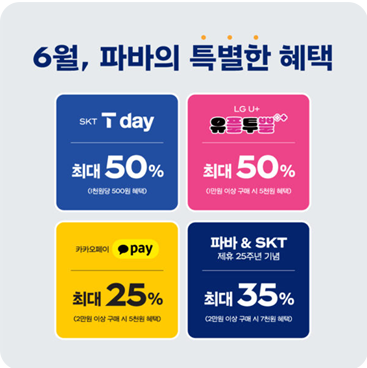 6월, 파바의 특별한 혜택
SKT T day
최대 50%
(1천원당 500원 혜택)
LG U+
유플투쁠
최대 50%
(1만원 이상 구매 시 5천원 혜택)
카카오페이 pay
최대 25%
(2만원 이상 구매 시 5천원 혜택)
파바 & SKT
제휴 25주년 기념
최대 35%
(2만원 이상 구매 시 7천원 혜택)